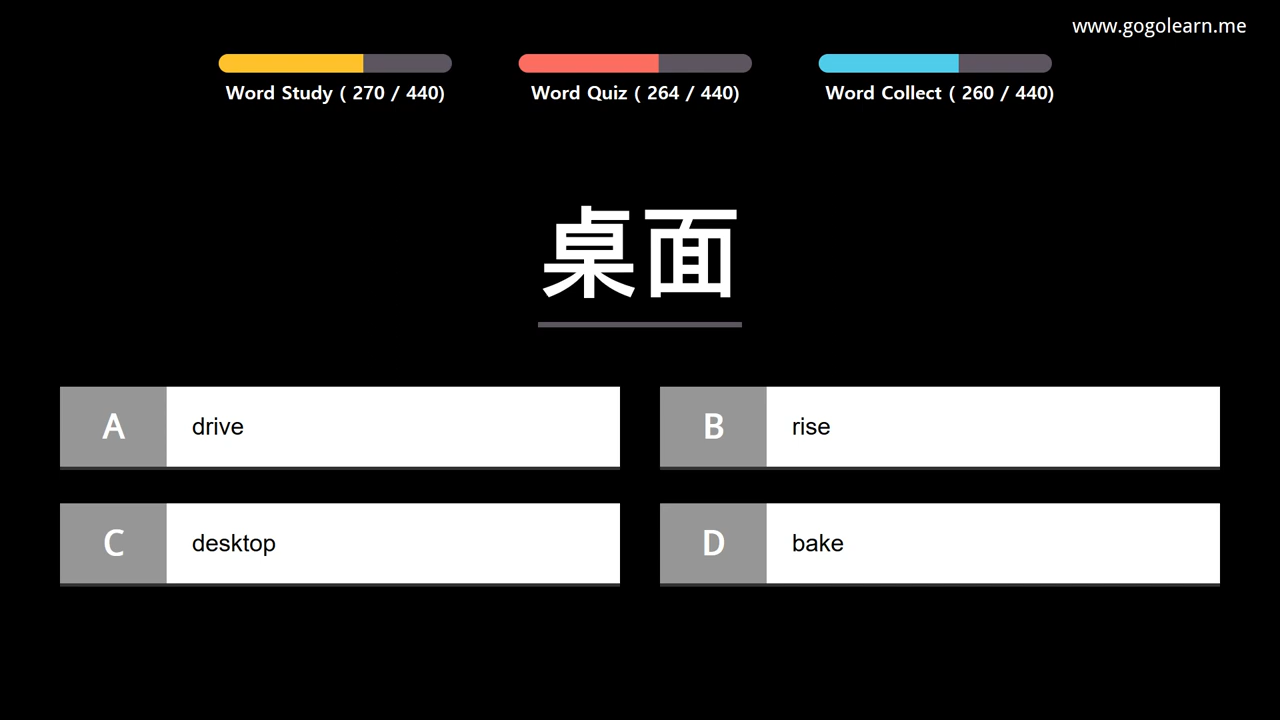 www.gogolearn.me
Word Study ( 270 / 440)
Word Quiz ( 264 / 440)
Word Collect ( 260 / 440)
桌面
A drive
B rise
C desktop
D bake